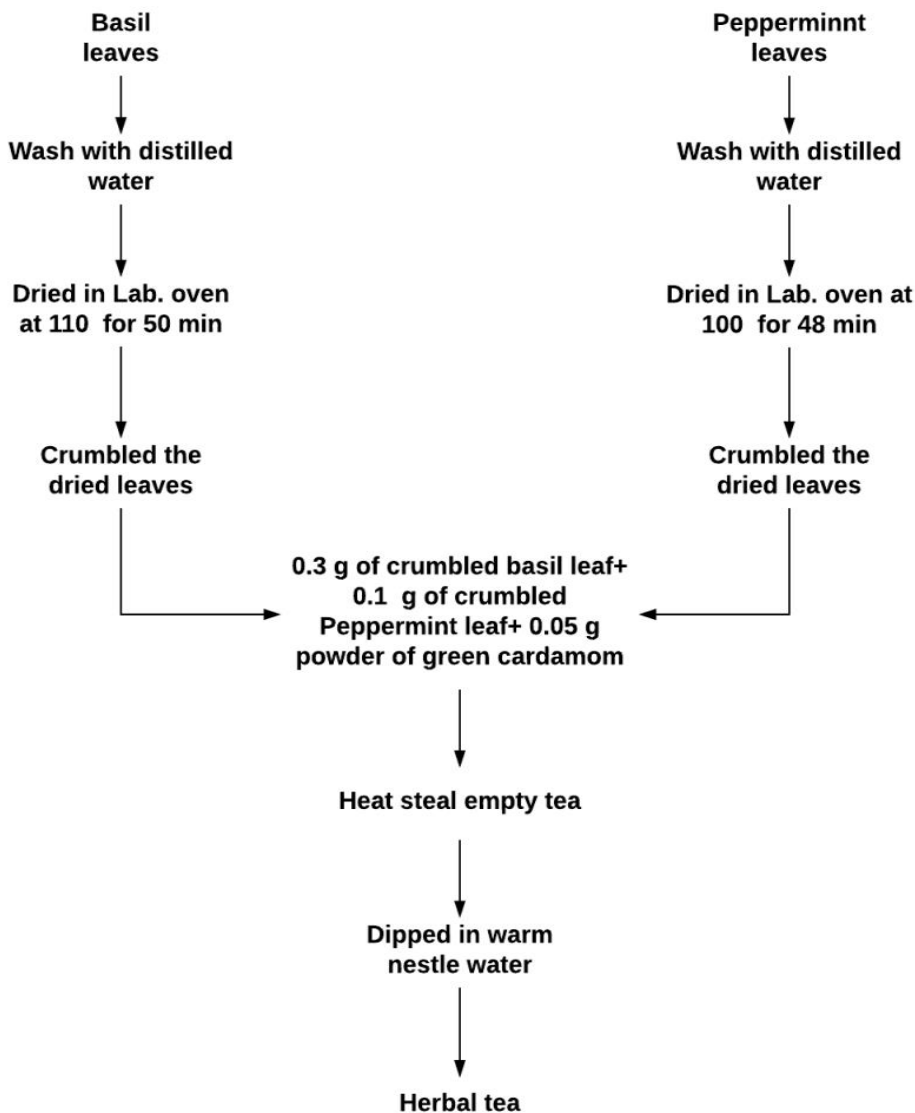 Basil
leaves
Wash with distilled
water
Dried in Lab. oven
at 110 for 50 min
Crumbled the
dried leaves
Pepperminnt
leaves
Wash with distilled
water
Dried in Lab. oven at
100 for 48 min
Crumbled the
dried leaves
0.3 g of crumbled basil leaf+
0.1 g of crumbled
Peppermint leaf+ 0.05 g
powder of green cardamom
Heat steal empty tea
Dipped in warm
nestle water
Herbal tea